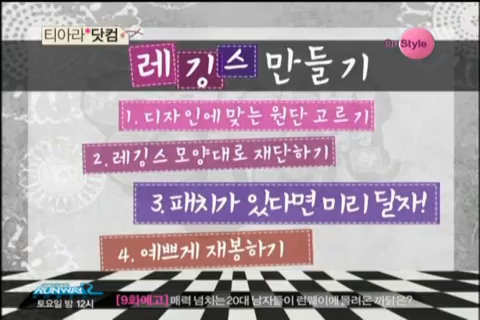 티아라*닷컴
On Style
레깅스 만들기
1. 디자인에 맞는 원단 고르기
2. 레깅스 모양대로 재단하기
3. 패치가 있다면 미리 달자!
4. 예쁘게 재봉하기
RUNWAY
토요일 밤 12시
[9화예고] 매력 넘치는 20대 남자들이 런웨이에 몰려온 까닭은?